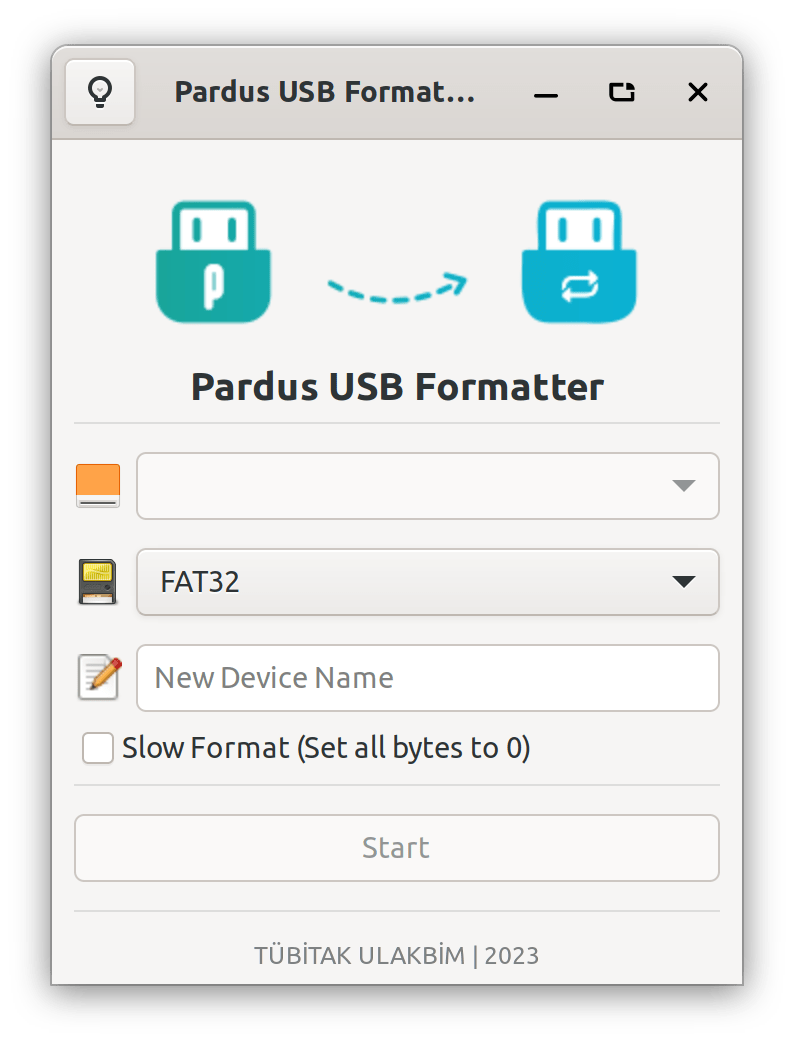 Pardus USB Format...
Pardus USB Formatter
FAT32
New Device Name
Slow Format (Set all bytes to 0)
Start
TÜBİTAK ULAKBİM | 2023